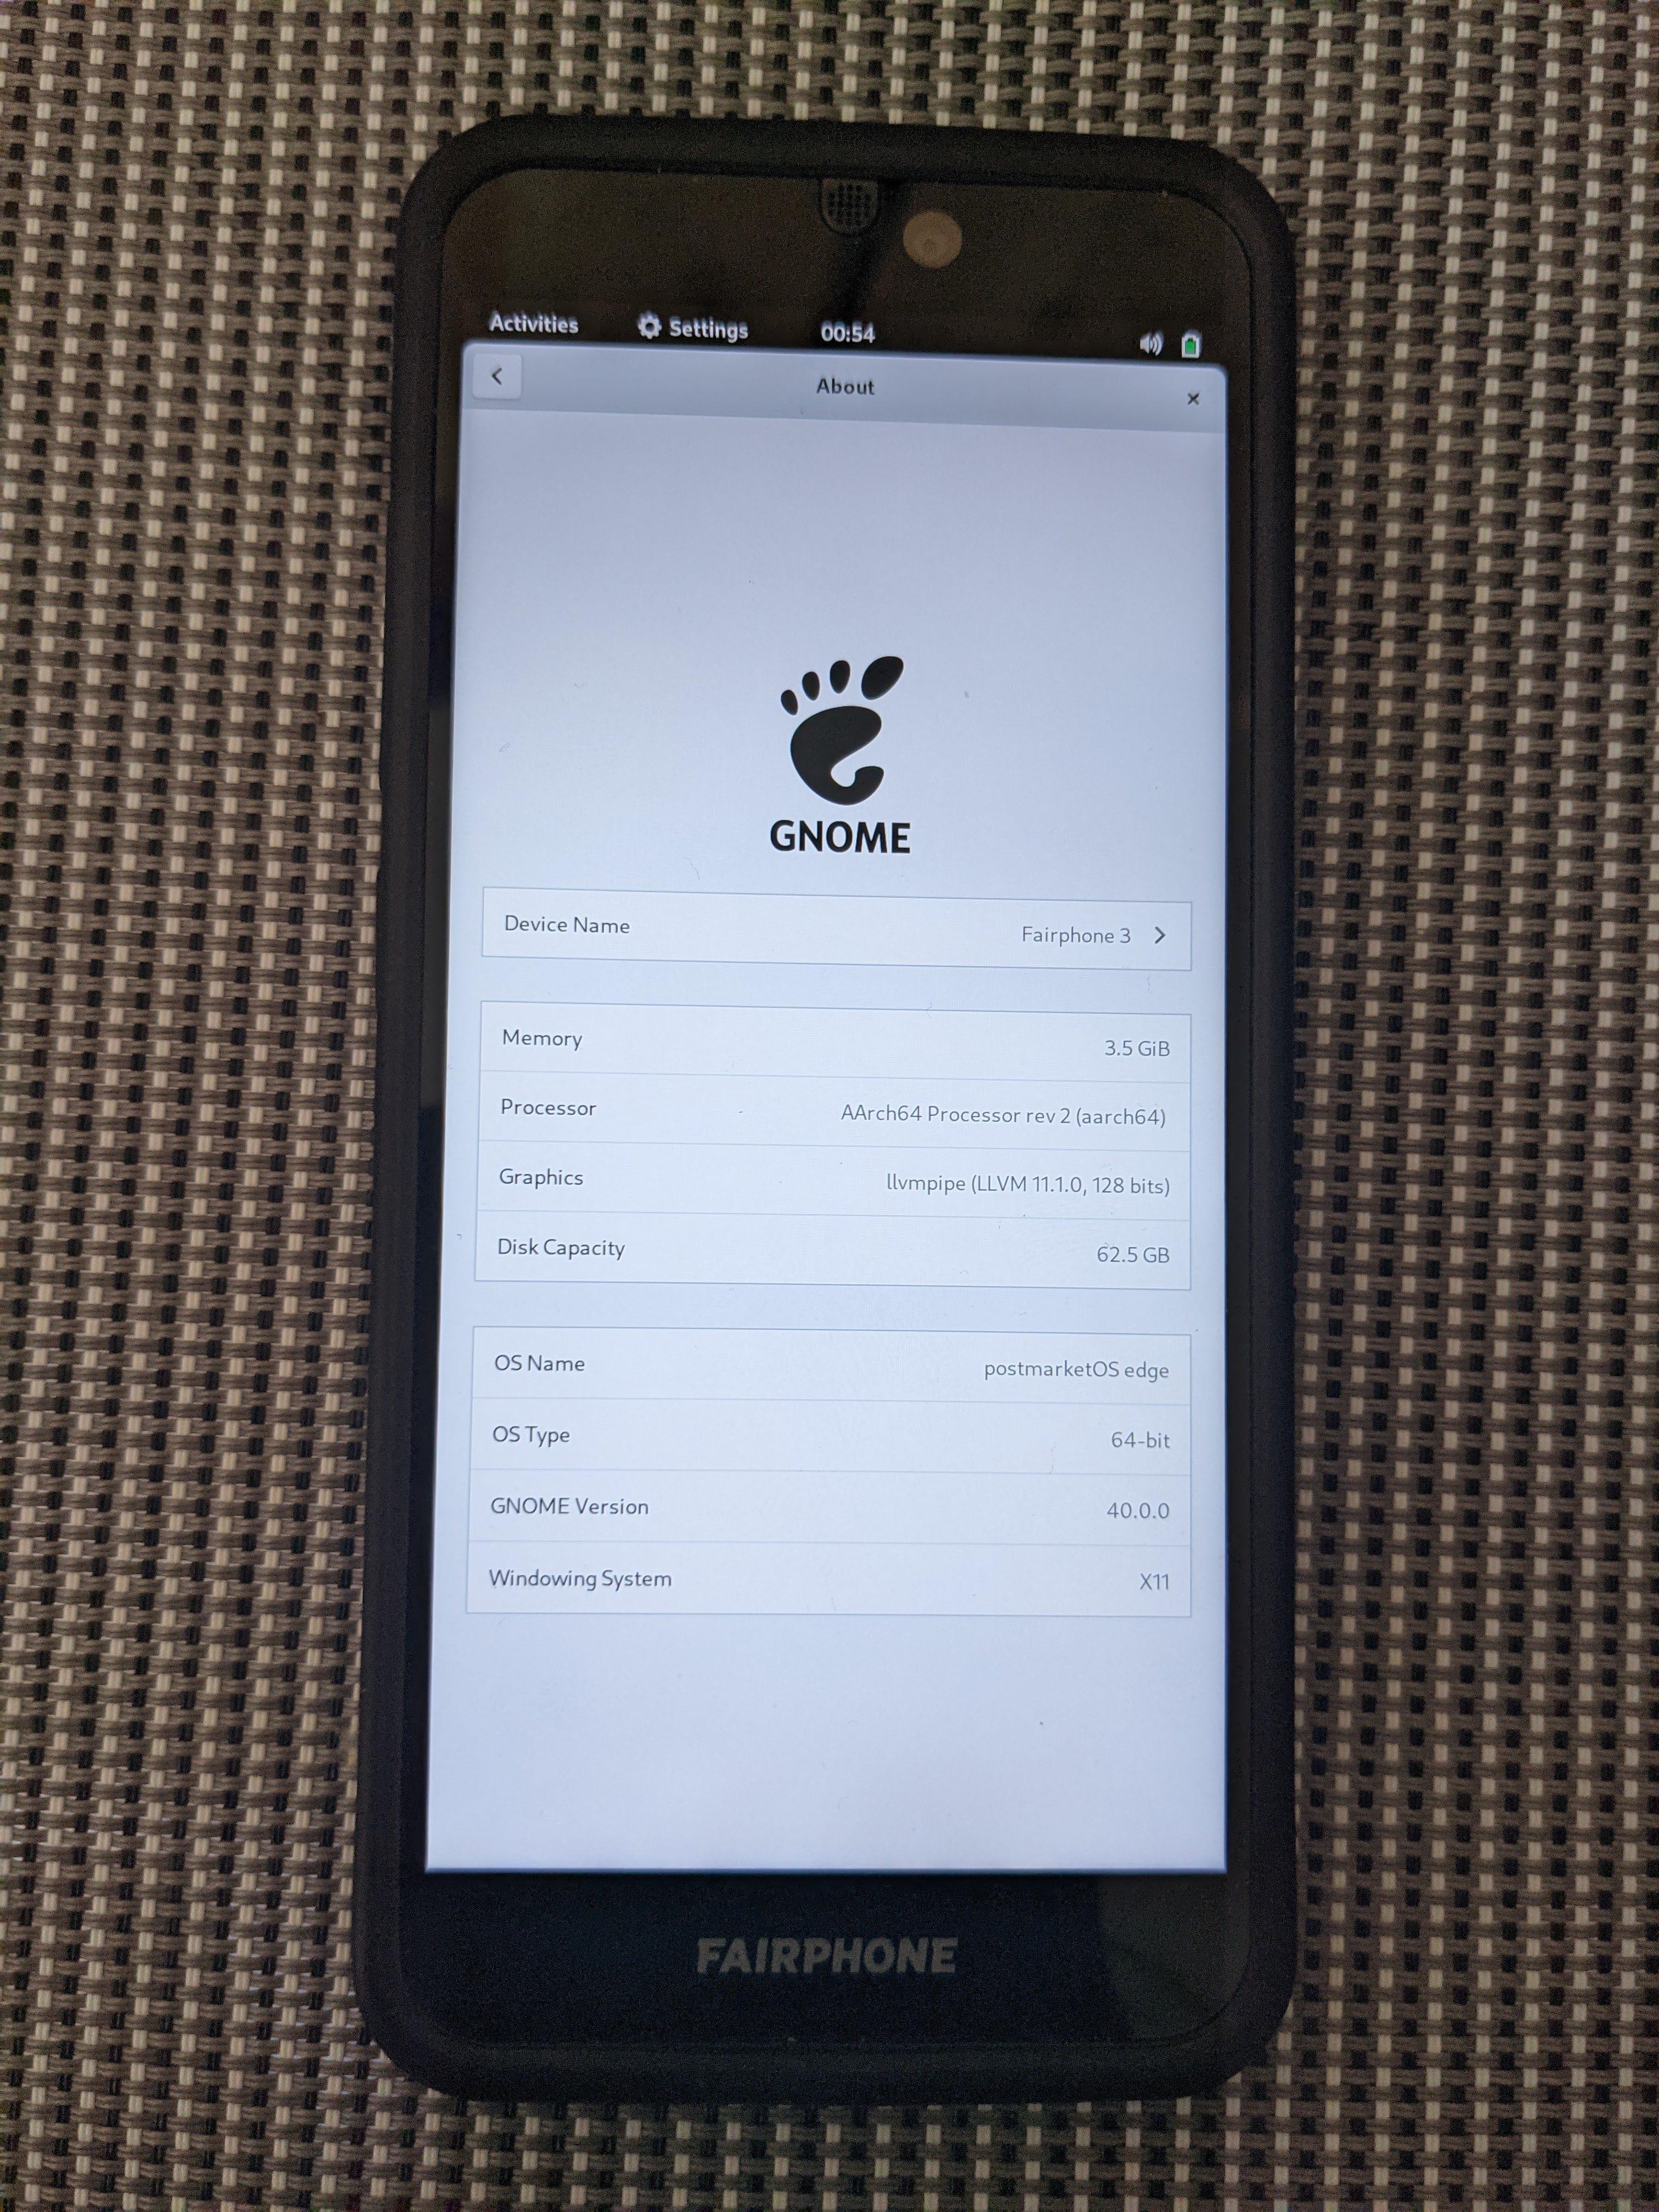 Activities Settings 00:54
About
GNOME
Device Name Fairphone 3
Memory 3.5 GiB
Processor AArch64 Processor rev 2 (aarch64)
Graphics llvmpipe (LLVM 11.1.0, 128 bits)
Disk Capacity 62.5 GB
OS Name postmarketOS edge
OS Type 64-bit
GNOME Version 40.0.0
Windowing System X11
FAIRPHONE